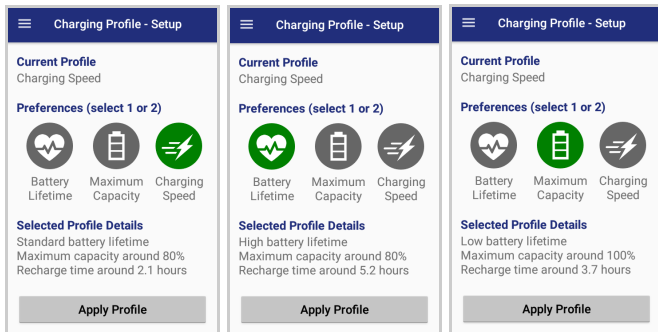 Charging Profile - Setup
Current Profile
Charging Speed
Preferences (select 1 or 2)
Battery Lifetime
Maximum Capacity
Charging Speed
Selected Profile Details
Standard battery lifetime
Maximum capacity around 80%
Recharge time around 2.1 hours
Apply Profile
Charging Profile - Setup
Current Profile
Charging Speed
Preferences (select 1 or 2)
Battery Lifetime
Maximum Capacity
Charging Speed
Selected Profile Details
High battery lifetime
Maximum capacity around 80%
Recharge time around 5.2 hours
Apply Profile
Charging Profile - Setup
Current Profile
Charging Speed
Preferences (select 1 or 2)
Battery Lifetime
Maximum Capacity
Charging Speed
Selected Profile Details
Low battery lifetime
Maximum capacity around 100%
Recharge time around 3.7 hours
Apply Profile